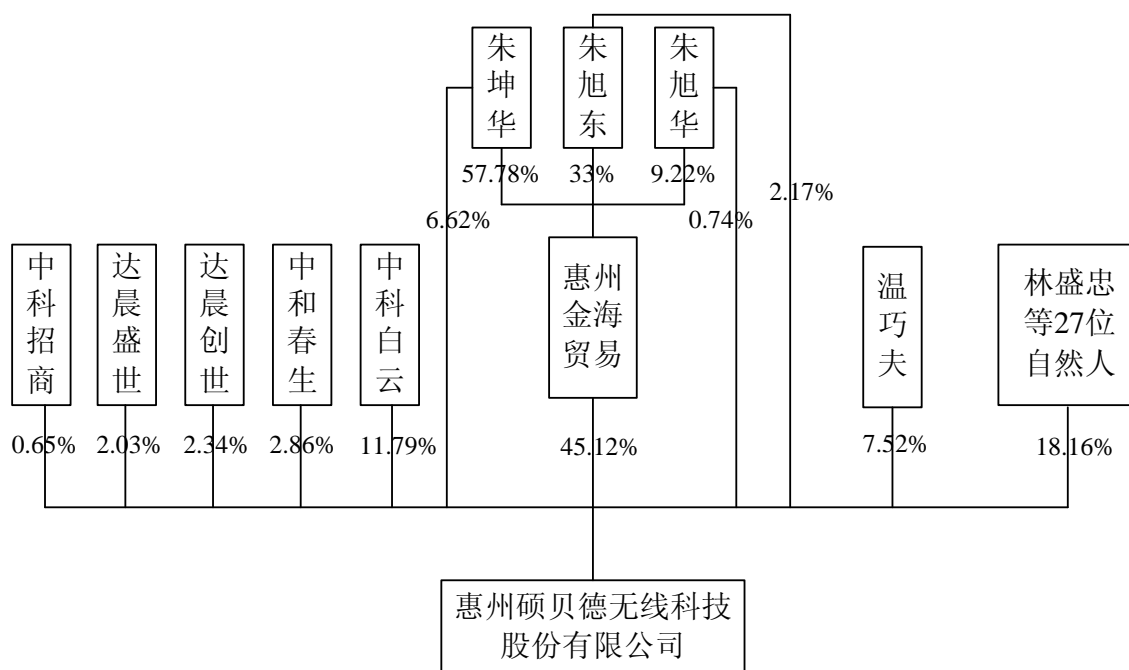 朱坤华
朱旭东
朱旭华
57.78%
33%
9.22%
2.17%
6.62%
0.74%
中科招商
达晨盛世
达晨创世
中和春生
中科白云
惠州
金海
贸易
温巧夫
林盛忠
等27位
自然人
0.65%
2.03%
2.34%
2.86%
11.79%
45.12%
7.52%
18.16%
惠州硕贝德无线科技
股份有限公司